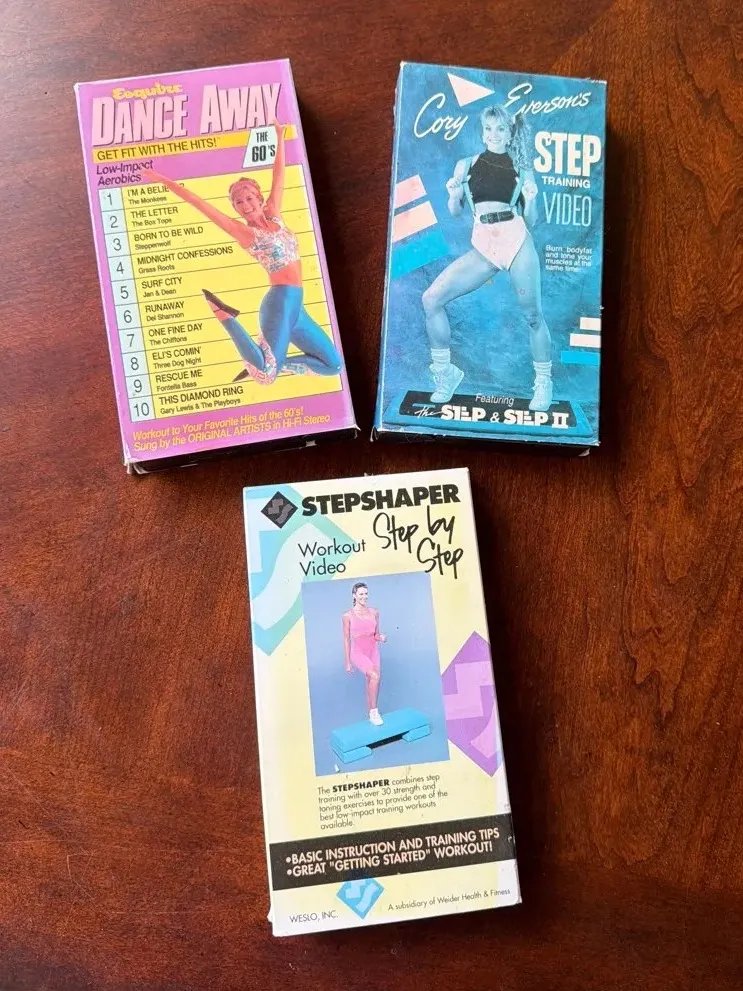 Esquire
DANCE AWAY
GET FIT WITH THE HITS!™
THE
60's
Low-Impact
Aerobics
1 I'M A BELIEVER
The Monkees
2 THE LETTER
The Box Tops
3 BORN TO BE WILD
Steppenwolf
4 MIDNIGHT CONFESSIONS
Grass Roots
5 SURF CITY
Jan & Dean
6 RUNAWAY
Del Shannon
7 ONE FINE DAY
The Chiffons
8 ELI'S COMIN'
Three Dog Night
9 RESCUE ME
Fontella Bass
10 THIS DIAMOND RING
Gary Lewis & The Playboys
Workout to Your Favorite Hits of the 60's!
Sung by the ORIGINAL ARTISTS in Hi-Fi Stereo
Cory Everson's
STEP
TRAINING
VIDEO
Burn bodyfat
and tone your
muscles at the
same time.
Featuring
the STEP & STEP II
STEPSHAPER
Step by
Step
Workout
Video
The STEPSHAPER combines step
training with over 30 strength and
toning exercises to provide one of the
best low-impact training workouts
available.
•BASIC INSTRUCTION AND TRAINING TIPS
•GREAT "GETTING STARTED" WORKOUT!
WESLO, INC.
A subsidiary of Weider Health & Fitness